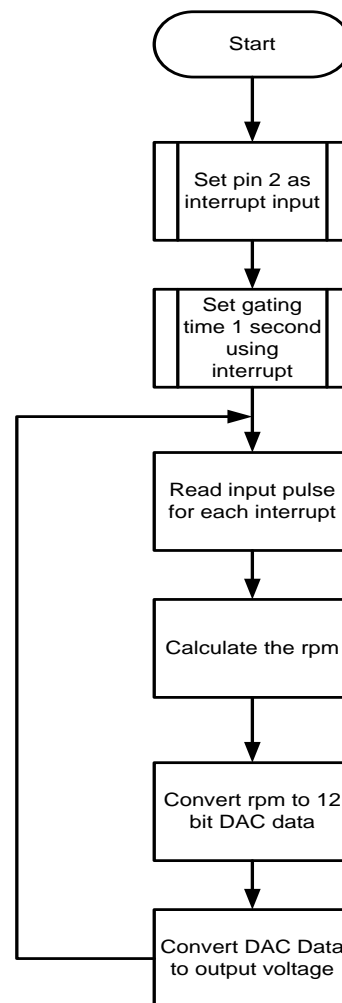 Start
Set pin 2 as
interrupt input
Set gating
time 1 second
using
interrupt
Read input pulse
for each interrupt
Calculate the rpm
Convert rpm to 12
bit DAC data
Convert DAC Data
to output voltage